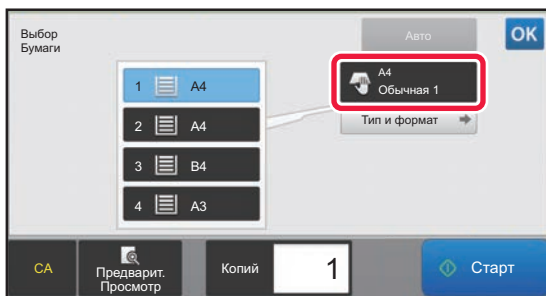 Выбор
Бумаги
Авто
OK
1 A4
2 A4
3 B4
4 A3
A4
Обычная 1
Тип и формат
CA
Предварит.
Просмотр
Копий
1
Старт